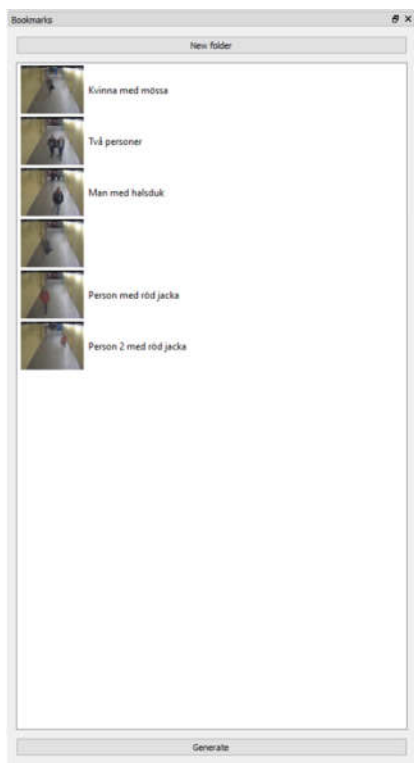 Bookmarks
New folder
Kvinna med mössa
Två personer
Man med halsduk
Person med röd jacka
Person 2 med röd jacka
Generate